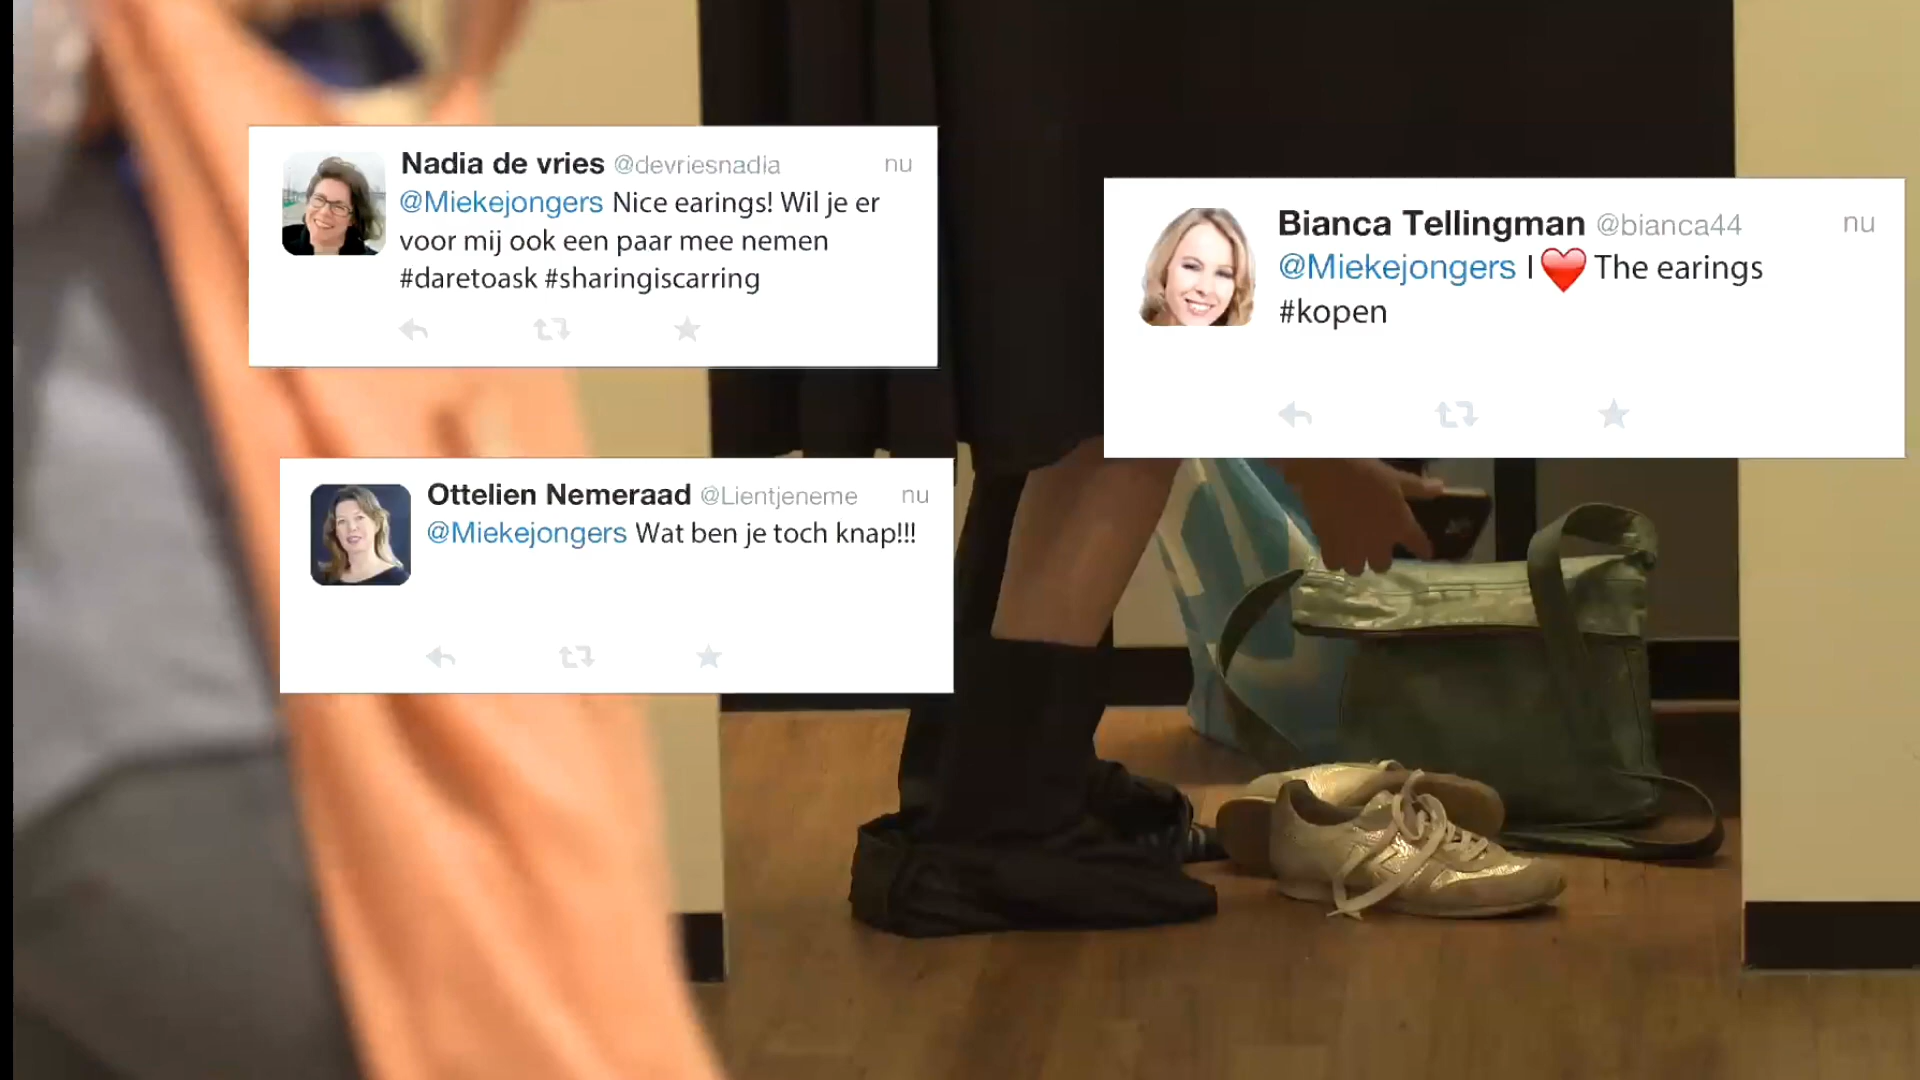 Nadia de vries @devriesnadia nu
@Miekejongers Nice earings! Wil je er
voor mij ook een paar mee nemen
#daretoask #sharingiscarring
Bianca Tellingman @bianca44 nu
@Miekejongers I ❤️ The earings
#kopen
Ottelien Nemeraad @Lientjeneme nu
@Miekejongers Wat ben je toch knap!!!